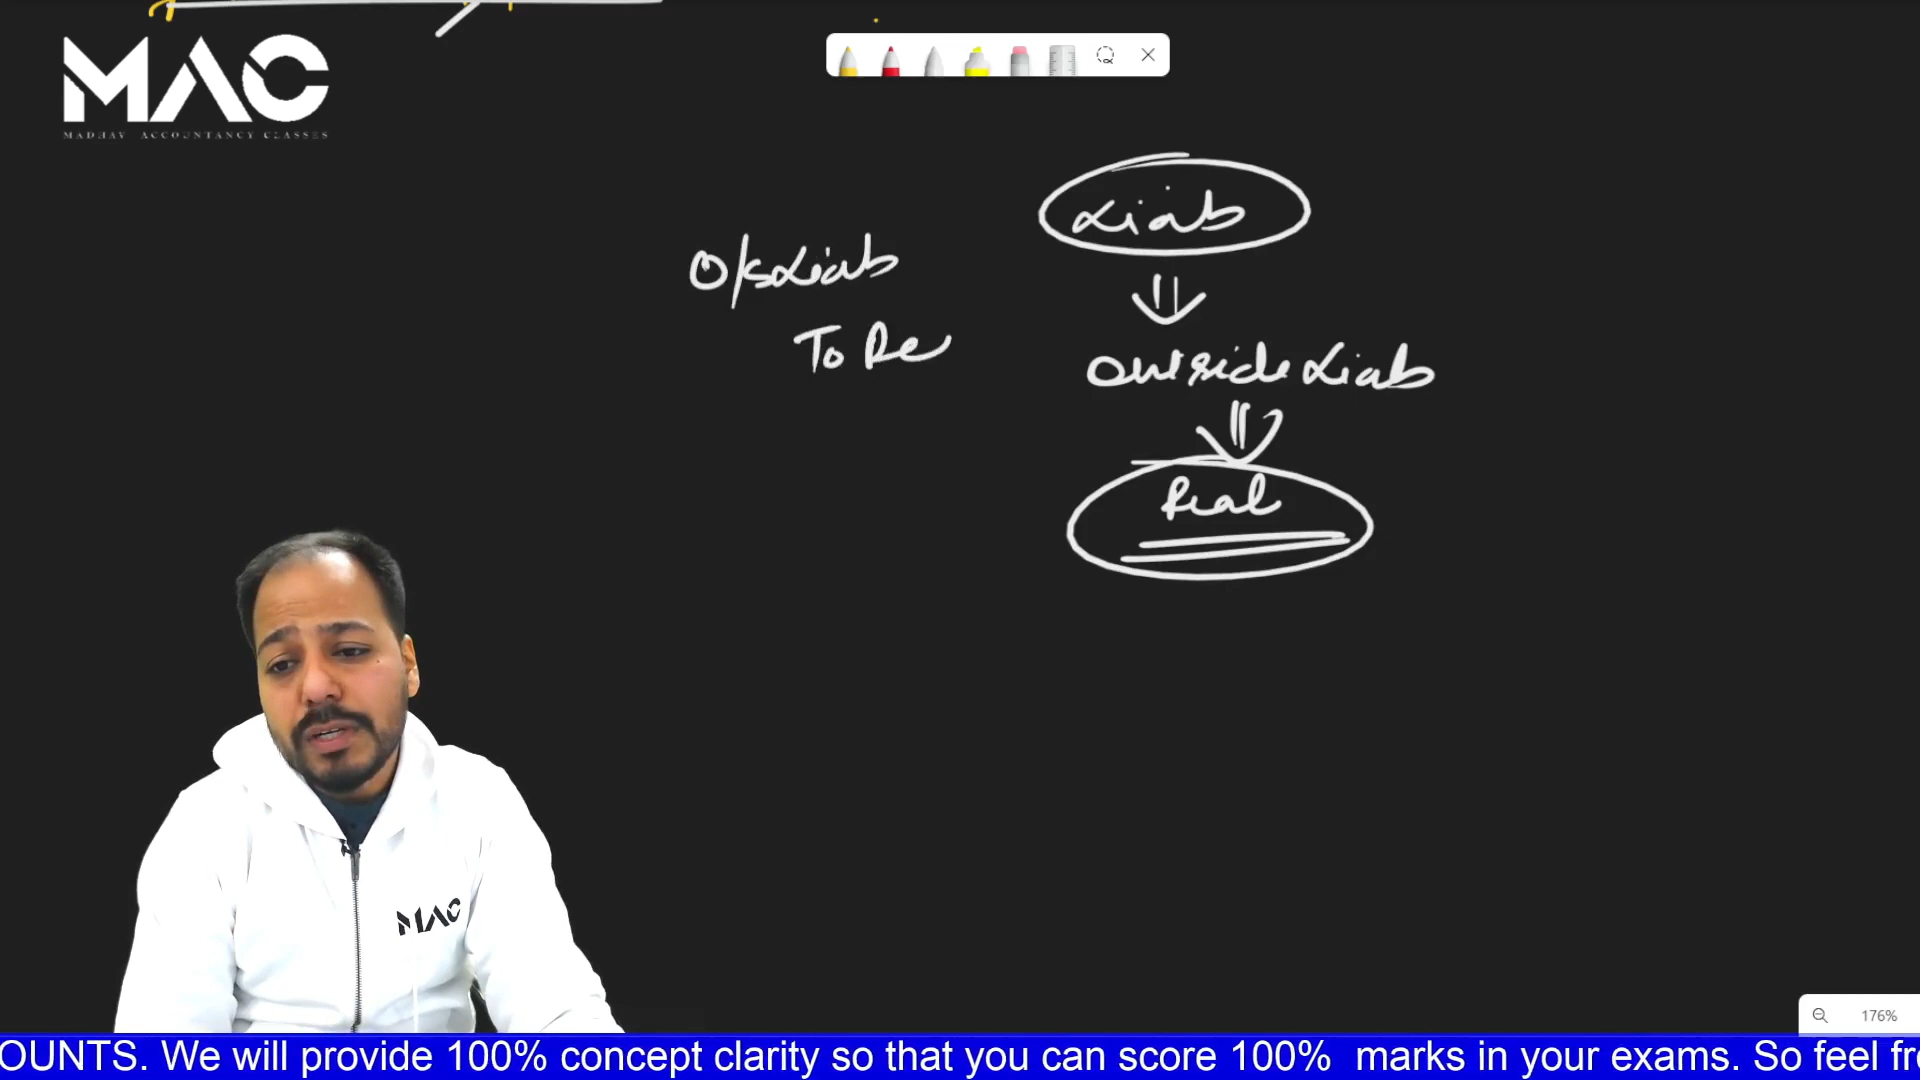 MAC
MADHAV ACCOUNTANCY CLASSES
Liab
O/s Liab
To Re
outside Liab
Real
MAC
176%
OUNTS. We will provide 100% concept clarity so that you can score 100% marks in your exams. So feel fr